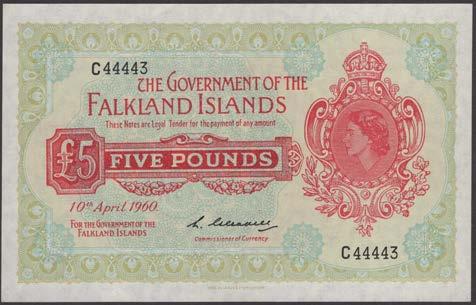 C44443
THE GOVERNMENT OF THE
FALKLAND ISLANDS
These Notes are Legal Tender for the payment of any amount
£5 FIVE POUNDS
10th April 1960.
FOR THE GOVERNMENT OF THE
FALKLAND ISLANDS
Commissioner of Currency
C44443